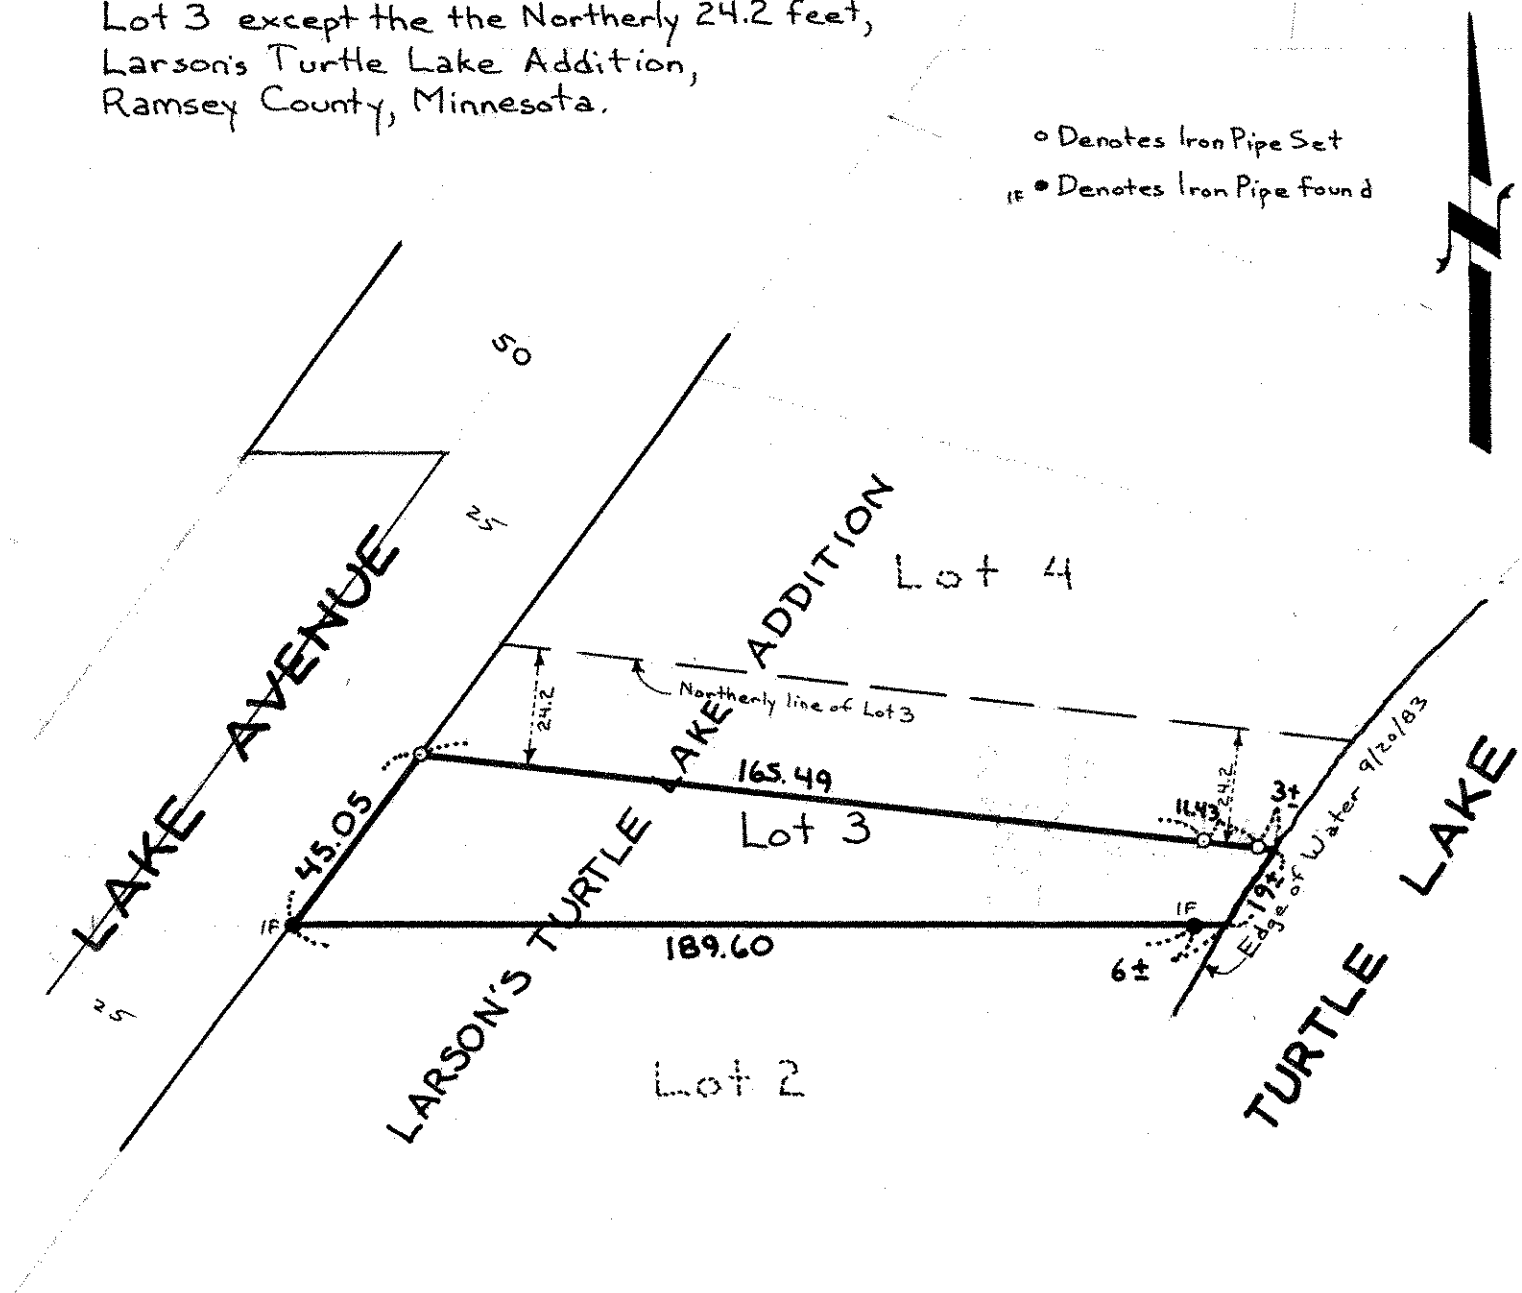 Lot 3 except the the Northerly 24.2 feet,
Larson's Turtle Lake Addition,
Ramsey County, Minnesota.
o Denotes Iron Pipe Set
IF ● Denotes Iron Pipe found
N
50
25
LAKE AVENUE
25
Lot 4
LARSON'S TURTLE LAKE ADDITION
24.2
Northerly line of Lot 3
165.49
Lot 3
11.43
24.2
3±
45.05
IF
189.60
IF
6±
19±
Edge of Water 9/20/83
TURTLE LAKE
Lot 2